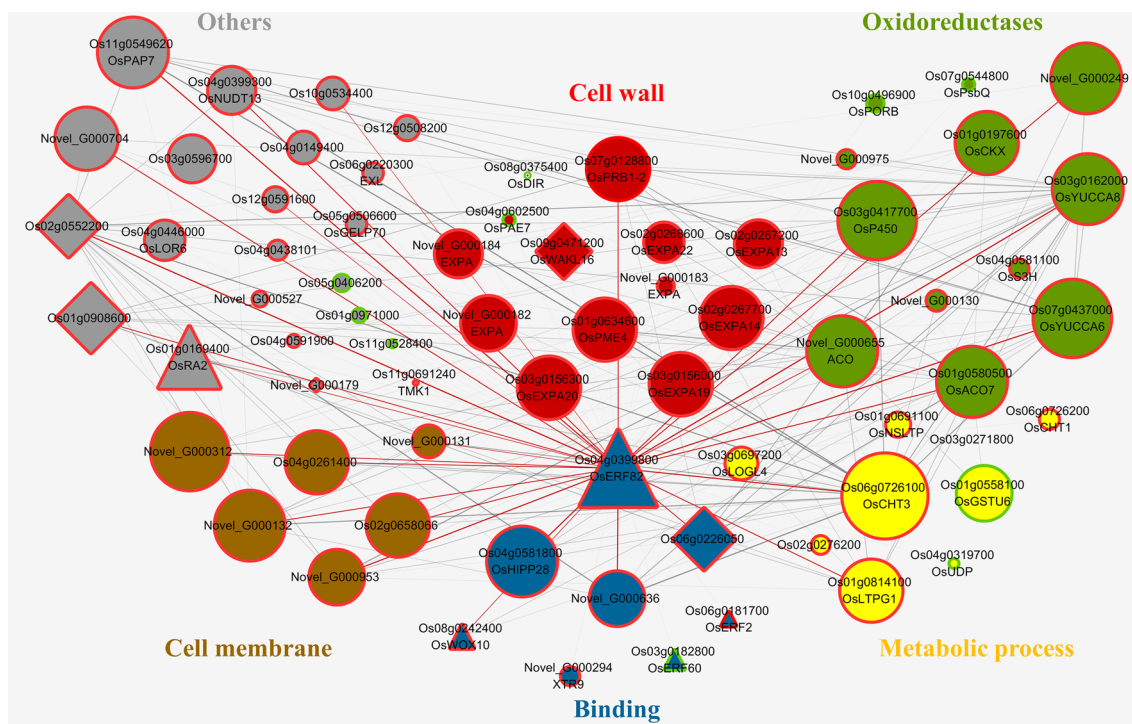 Others
Oxidoreductases
Os11g0549620
OsPAP7
Os04g0399300
OsNUDT13
Os10g0534400
Cell wall
Os07g0544800
OsPsbQ
Os10g0496900
OsPORB
Novel_G000249
Novel_G000704
Os12g0508200
Os04g0149400
Os03g0596700
Os06g0220300
EXL
Os08g0375400
OsDIR
Os07g0128800
OsPRB1-2
Novel_G000975
Os01g0197600
OsCKX
Os03g0162000
OsYUCCA8
Os12g0591600
Os02g0552200
Os05g0506600
OsGELP70
Os04g0446000
OsLOR6
Os04g0438101
Os04g0602500
OsPAE7
Os03g0417700
OsP450
Novel_G000184
EXPA
Os09g0471200
OsWAKL16
Os02g0268600
OsEXPA22
Os02g0267200
OsEXPA13
Os04g0581100
OsS3H
Os05g0406200
Novel_G000527
Novel_G000183
EXPA
Novel_G000130
Os01g0908600
Os01g0971000
Novel_G000182
EXPA
Os01g0634600
OsPME4
Os02g0267700
OsEXPA14
Os07g0437000
OsYUCCA6
Os01g0169400
OsRA2
Os04g0591900
Os11g0528400
Novel_G000655
ACO
Novel_G000179
Os11g0691240
TMK1
Os03g0156300
OsEXPA20
Os03g0156000
OsEXPA19
Os01g0580500
OsACO7
Os01g0691100
OsNSLTP
Os06g0726200
OsCHT1
Novel_G000131
Os03g0271800
Novel_G000312
Os04g0261400
Os04g0399800
OsERF82
Os03g0697200
OsLOGL4
Os06g0726100
OsCHT3
Os01g0558100
OsGSTU6
Novel_G000132
Os02g0658066
Os06g0226050
Os02g0276200
Os04g0581800
OsHIPP28
Os04g0319700
OsUDP
Novel_G000953
Novel_G000636
Os01g0814100
OsLTPG1
Os06g0181700
OsERF2
Os08g0242400
OsWOX10
Cell membrane
Os03g0182800
OsERF60
Metabolic process
Novel_G000294
XTR9
Binding